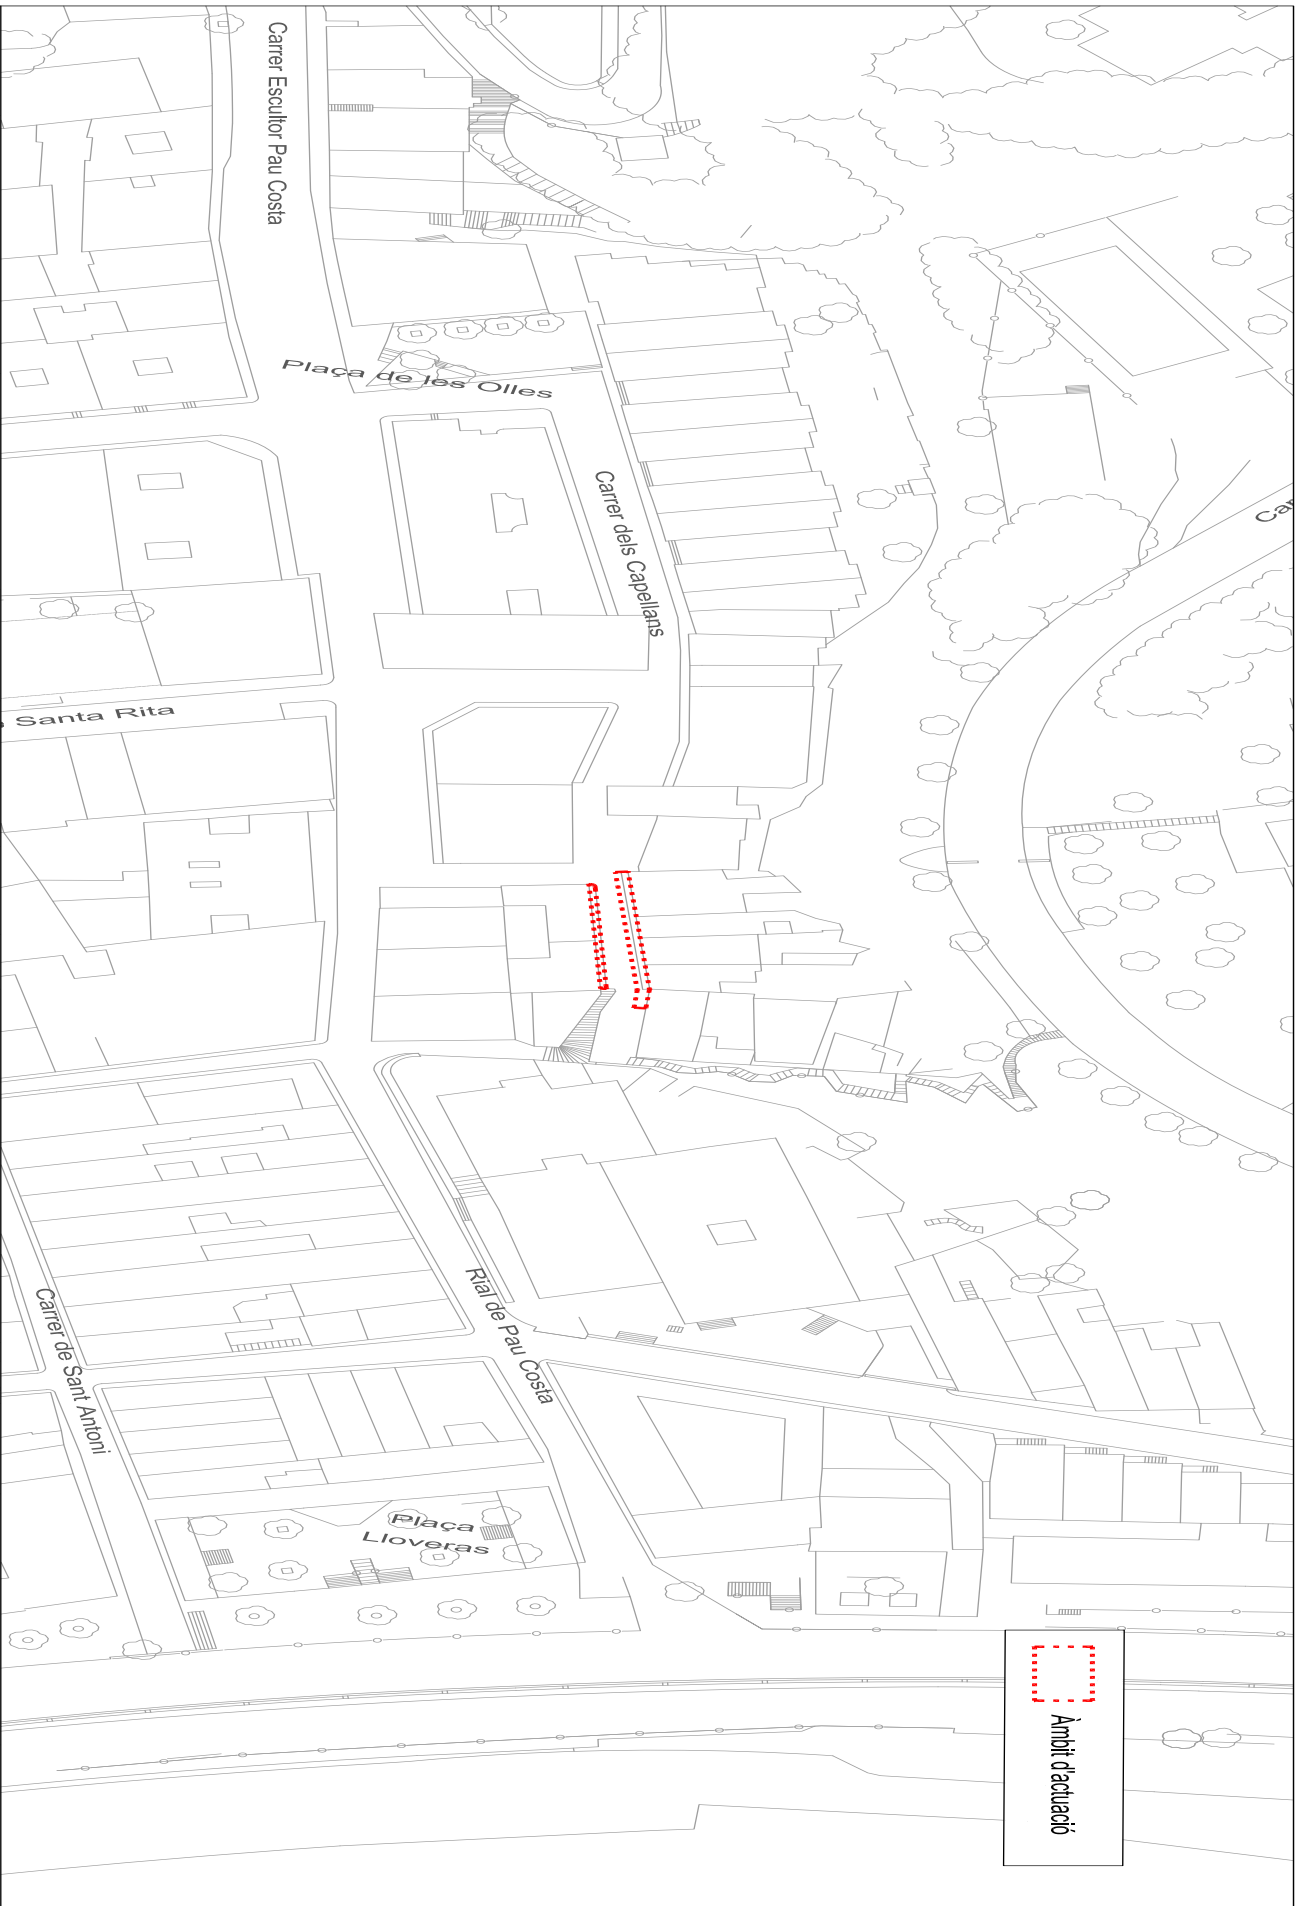 Carrer Escultor Pau Costa
Plaça de les Olles
Carrer dels Capellans
Santa Rita
Carrer de Sant Antoni
Rial de Pau Costa
Plaça
Lloveras
Àmbit d'actuació